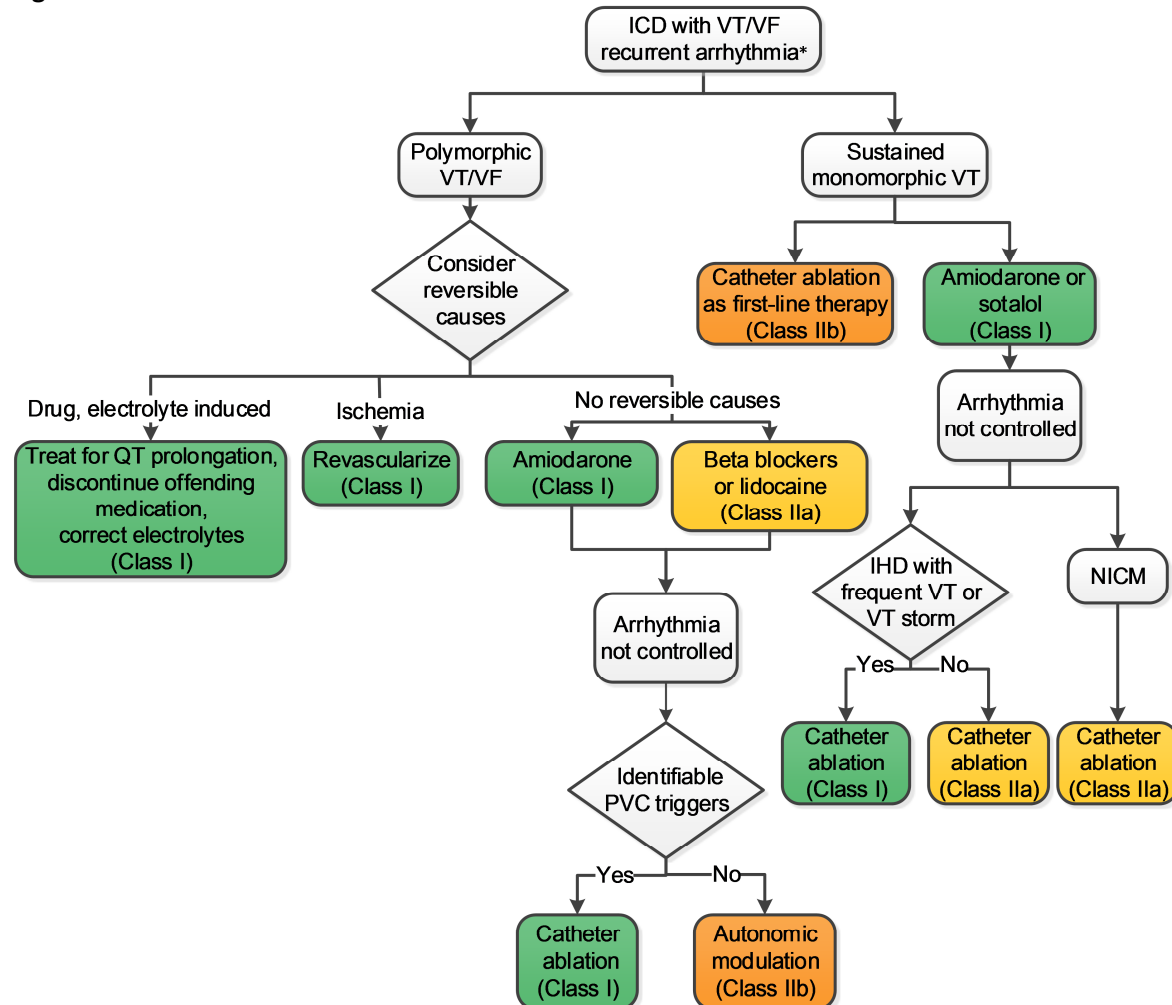 ICD with VT/VF
recurrent arrhythmia*
Polymorphic
VT/VF
Sustained
monomorphic VT
Consider
reversible
causes
Catheter ablation
as first-line therapy
(Class IIb)
Amiodarone or
sotalol
(Class I)
Arrhythmia
not controlled
Drug, electrolyte induced
Ischemia
No reversible causes
Treat for QT prolongation,
discontinue offending
medication,
correct electrolytes
(Class I)
Revascularize
(Class I)
Amiodarone
(Class I)
Beta blockers
or lidocaine
(Class IIa)
IHD with
frequent VT or
VT storm
NICM
Arrhythmia
not controlled
Yes
No
Catheter
ablation
(Class I)
Catheter
ablation
(Class IIa)
Catheter
ablation
(Class IIa)
Identifiable
PVC triggers
Yes
No
Catheter
ablation
(Class I)
Autonomic
modulation
(Class IIb)